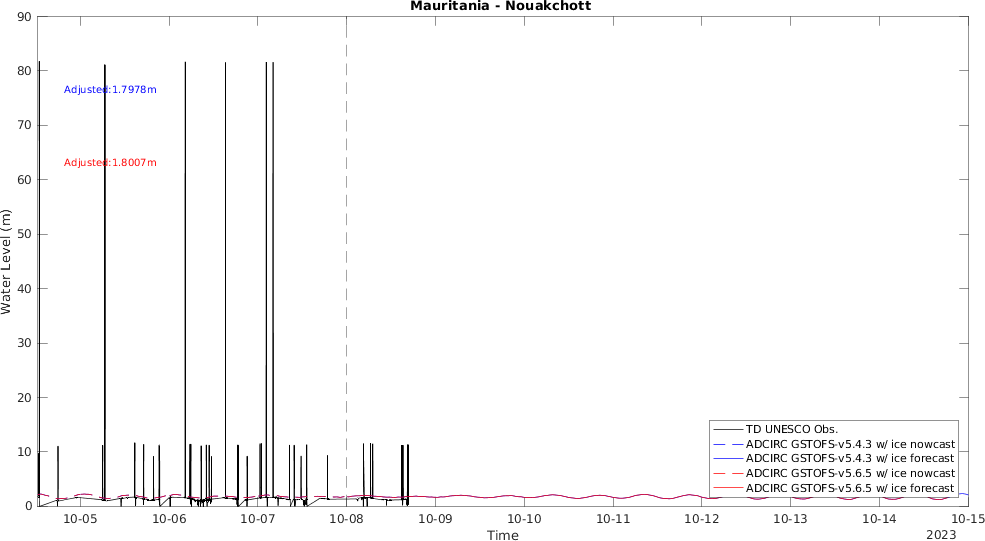 Mauritania - Nouakchott
90
80
70
60
50
40
30
20
10
0
Water Level (m)
Adjusted:1.7978m
Adjusted:1.8007m
TD UNESCO Obs.
ADCIRC GSTOFS-v5.4.3 w/ ice nowcast
ADCIRC GSTOFS-v5.4.3 w/ ice forecast
ADCIRC GSTOFS-v5.6.5 w/ ice nowcast
ADCIRC GSTOFS-v5.6.5 w/ ice forecast
10-05 10-06 10-07 10-08 10-09 10-10 10-11 10-12 10-13 10-14 10-15
Time
2023